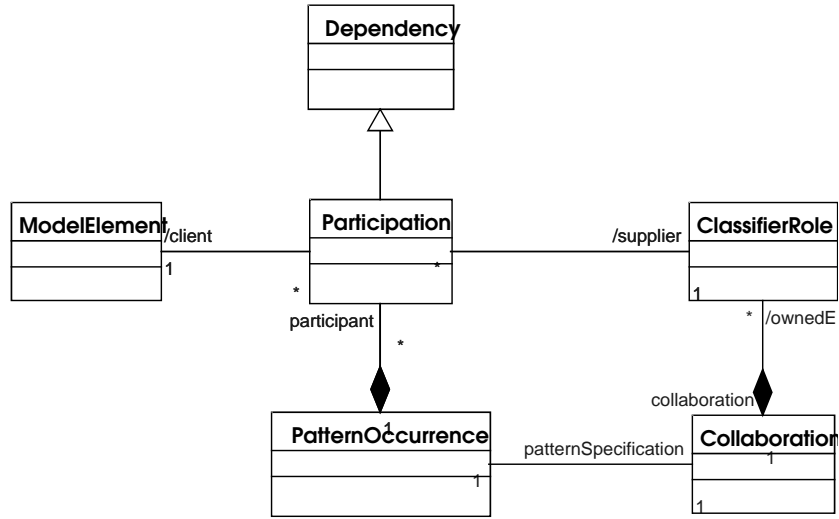 Dependency
ModelElement
Participation
ClassifierRole
/client
/supplier
1
*
*
1
participant
*
* /ownedE
collaboration
PatternOccurrence
1
patternSpecification
Collaboration
1
1
1